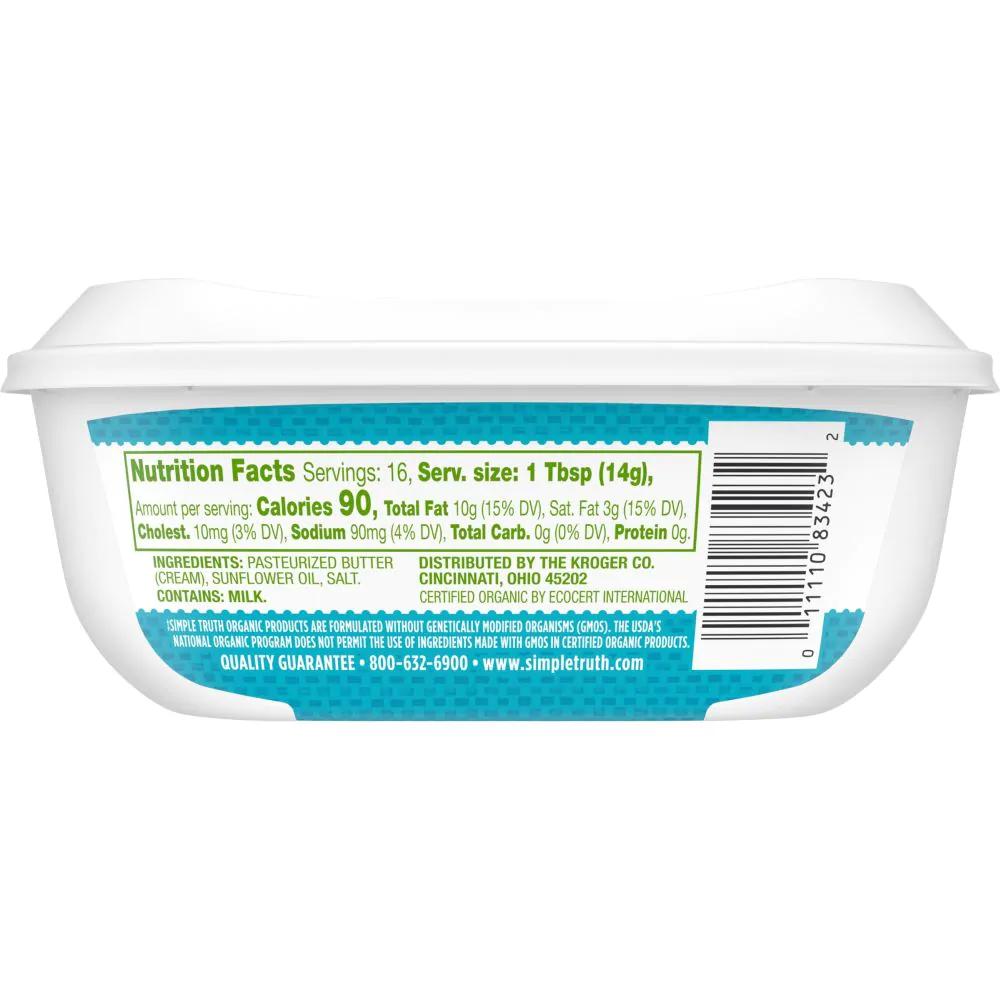 Nutrition Facts Servings: 16, Serv. size: 1 Tbsp (14g),
Amount per serving: Calories 90, Total Fat 10g (15% DV), Sat. Fat 3g (15% DV),
Cholest. 10mg (3% DV), Sodium 90mg (4% DV), Total Carb. 0g (0% DV), Protein 0g.
INGREDIENTS: PASTEURIZED BUTTER
(CREAM), SUNFLOWER OIL, SALT.
CONTAINS: MILK.
DISTRIBUTED BY THE KROGER CO.
CINCINNATI, OHIO 45202
CERTIFIED ORGANIC BY ECOCERT INTERNATIONAL
†SIMPLE TRUTH ORGANIC PRODUCTS ARE FORMULATED WITHOUT GENETICALLY MODIFIED ORGANISMS (GMOS). THE USDA'S
NATIONAL ORGANIC PROGRAM DOES NOT PERMIT THE USE OF INGREDIENTS MADE WITH GMOS IN CERTIFIED ORGANIC PRODUCTS.
QUALITY GUARANTEE • 800-632-6900 • www.simpletruth.com
0 11110 83423 2